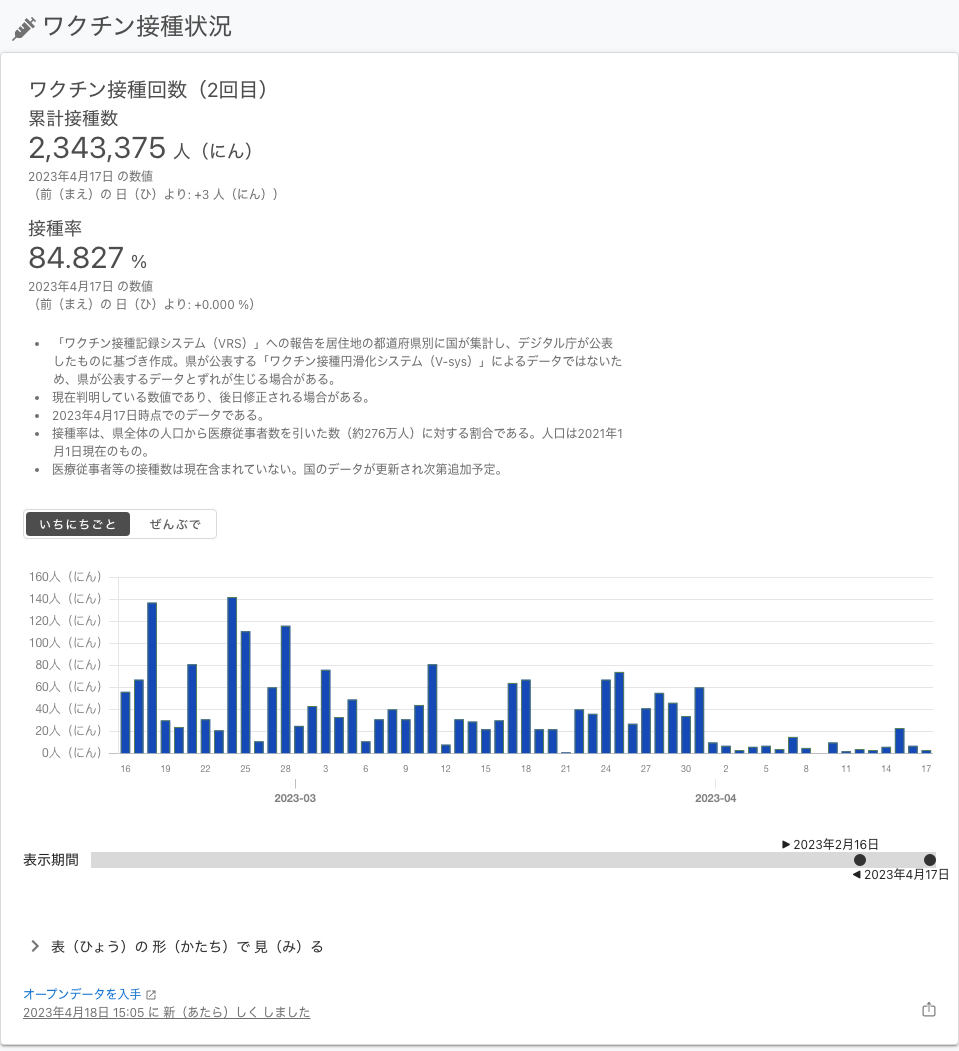 ワクチン接種状況
ワクチン接種回数（2回目）
累計接種数
2,343,375 人（にん）
2023年4月17日 の数値
（前（まえ）の 日（ひ）より: +3 人（にん））
接種率
84.827 %
2023年4月17日 の数値
（前（まえ）の 日（ひ）より: +0.000 %）
• 「ワクチン接種記録システム（VRS）」への報告を居住地の都道府県別に国が集計し、デジタル庁が公表
したものに基づき作成。県が公表する「ワクチン接種円滑化システム（V-sys）」によるデータではないた
め、県が公表するデータとずれが生じる場合がある。
• 現在判明している数値であり、後日修正される場合がある。
• 2023年4月17日時点でのデータである。
• 接種率は、県全体の人口から医療従事者数を引いた数（約276万人）に対する割合である。人口は2021年1
月1日現在のもの。
• 医療従事者等の接種数は現在含まれていない。国のデータが更新され次第追加予定。
いちにちごと ぜんぶで
160人（にん）
140人（にん）
120人（にん）
100人（にん）
80人（にん）
60人（にん）
40人（にん）
20人（にん）
0人（にん）
16 19 22 25 28 3 6 9 12 15 18 21 24 27 30 2 5 8 11 14 17
2023-03 2023-04
▶ 2023年2月16日
表示期間
◀ 2023年4月17日
表（ひょう）の 形（かたち）で 見（み）る
オープンデータを入手
2023年4月18日 15:05 に 新（あたら）しく しました